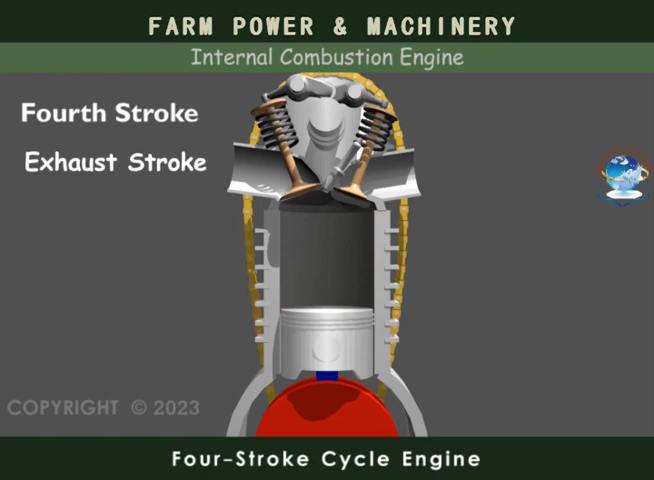 FARM POWER & MACHINERY
Internal Combustion Engine
Fourth Stroke
Exhaust Stroke
COPYRIGHT © 2023
Four-Stroke Cycle Engine